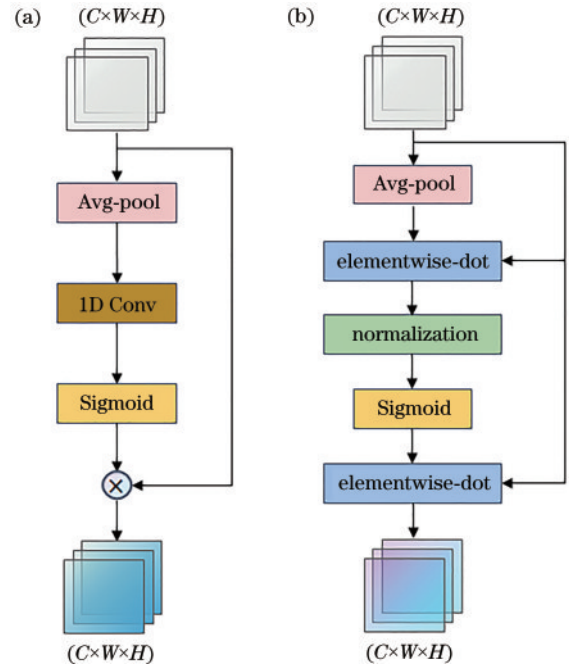 (a)
(C×W×H)
Avg-pool
1D Conv
Sigmoid
×
(C×W×H)
(b)
(C×W×H)
Avg-pool
elementwise-dot
normalization
Sigmoid
elementwise-dot
(C×W×H)